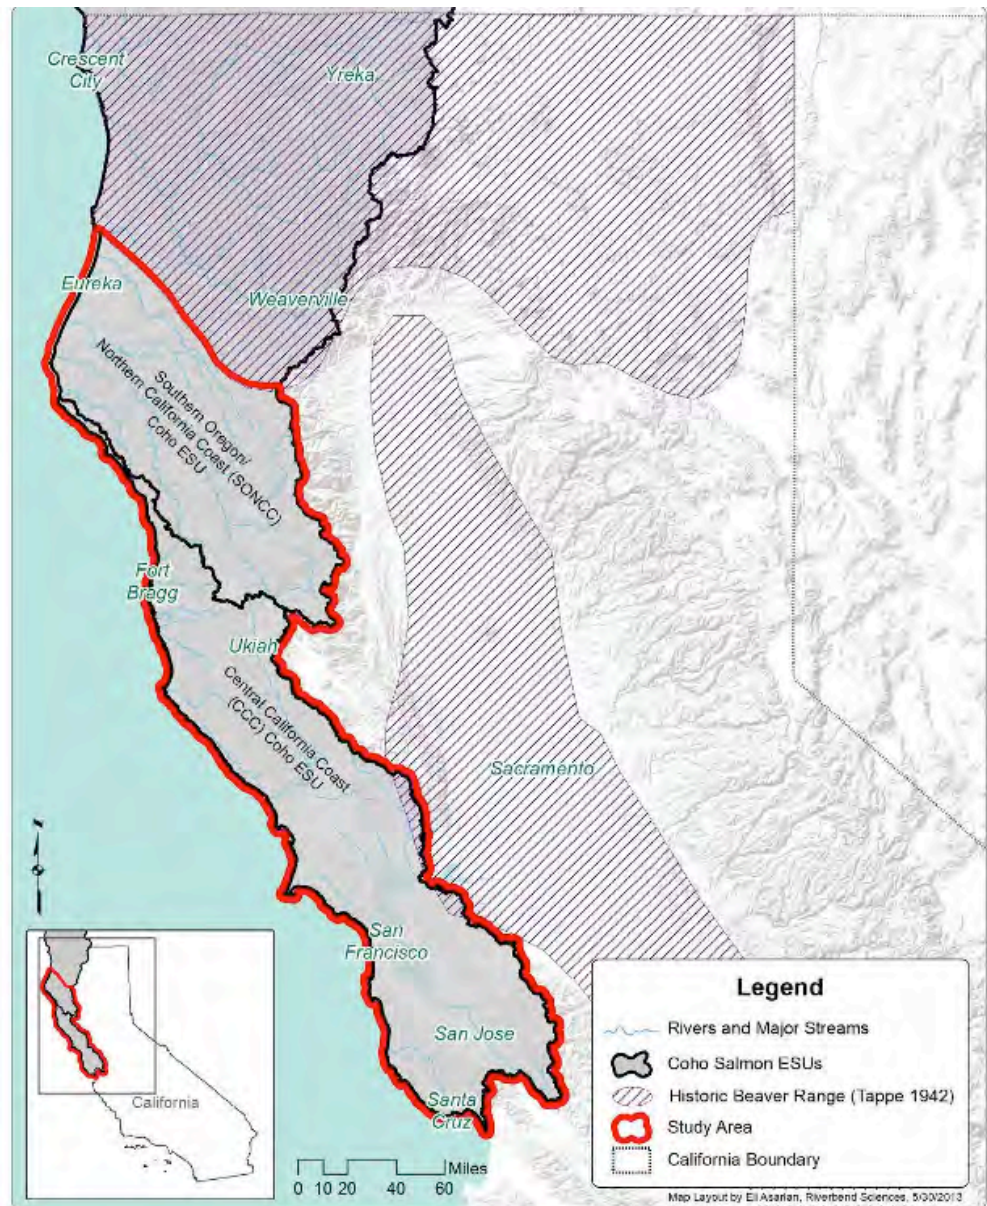 Crescent
City
Yreka
Eureka
Weaverville
Southern Oregon/
Northern California Coast (SONCC)
Coho ESU
Fort
Bragg
Ukiah
Central California Coast
(CCC) Coho ESU
Sacramento
San
Francisco
San Jose
Santa
Cruz
California
Miles
0 10 20 40 60
Legend
Rivers and Major Streams
Coho Salmon ESUs
Historic Beaver Range (Tappe 1942)
Study Area
California Boundary
Map Layout by Eli Asarian, Riverbend Sciences, 5/30/2013